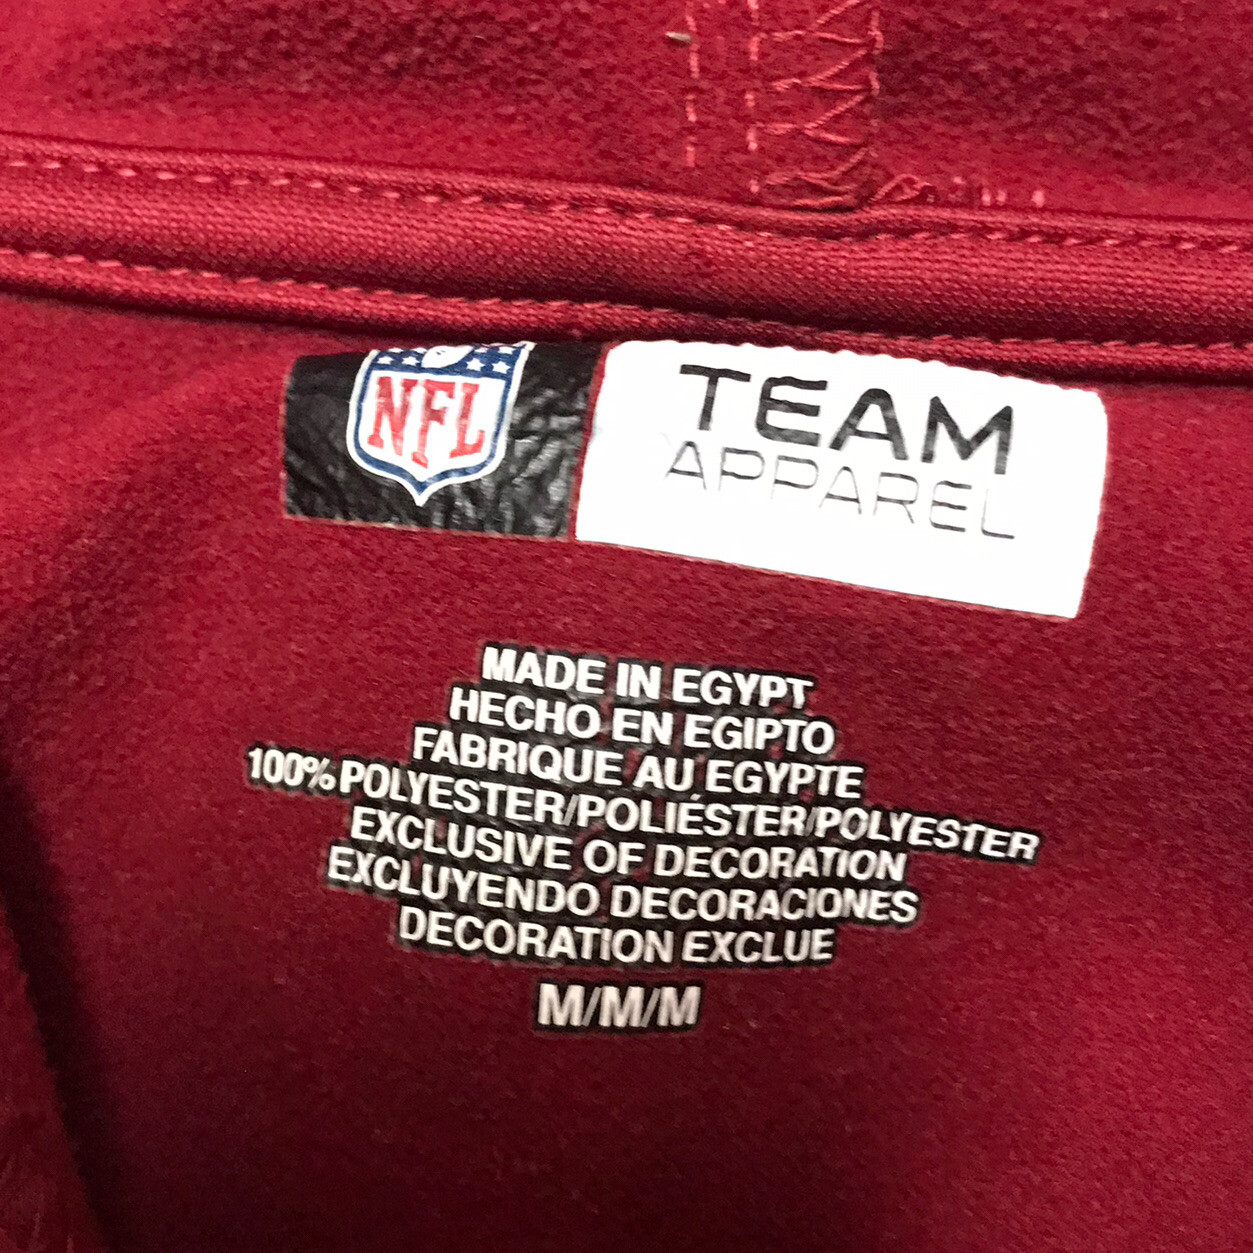 NFL
TEAM
APPAREL
MADE IN EGYPT
HECHO EN EGIPTO
FABRIQUE AU EGYPTE
100% POLYESTER/POLIÉSTER/POLYESTER
EXCLUSIVE OF DECORATION
EXCLUYENDO DECORACIONES
DECORATION EXCLUE
M/M/M